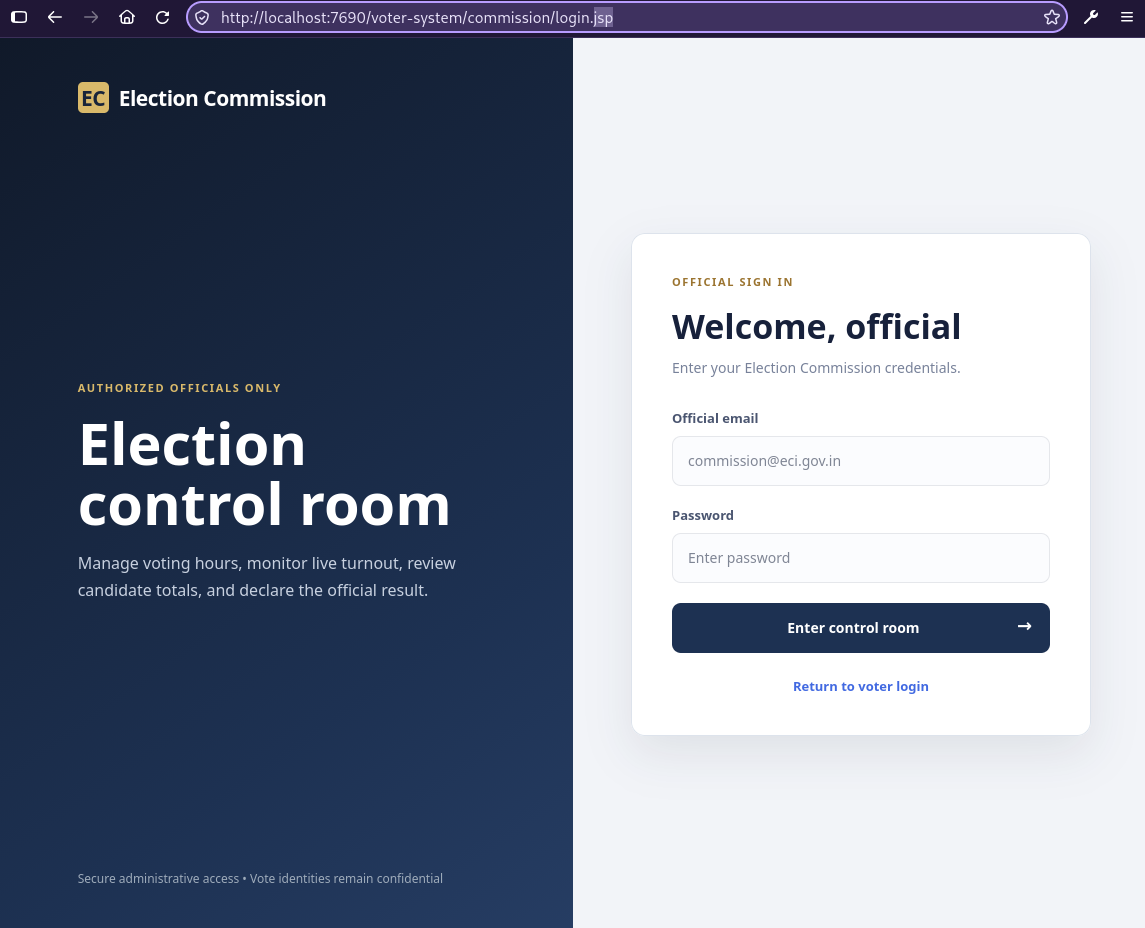 http://localhost:7690/voter-system/commission/login.jsp
EC Election Commission
AUTHORIZED OFFICIALS ONLY
Election
control room
Manage voting hours, monitor live turnout, review
candidate totals, and declare the official result.
Secure administrative access • Vote identities remain confidential
OFFICIAL SIGN IN
Welcome, official
Enter your Election Commission credentials.
Official email
commission@eci.gov.in
Password
Enter password
Enter control room →
Return to voter login